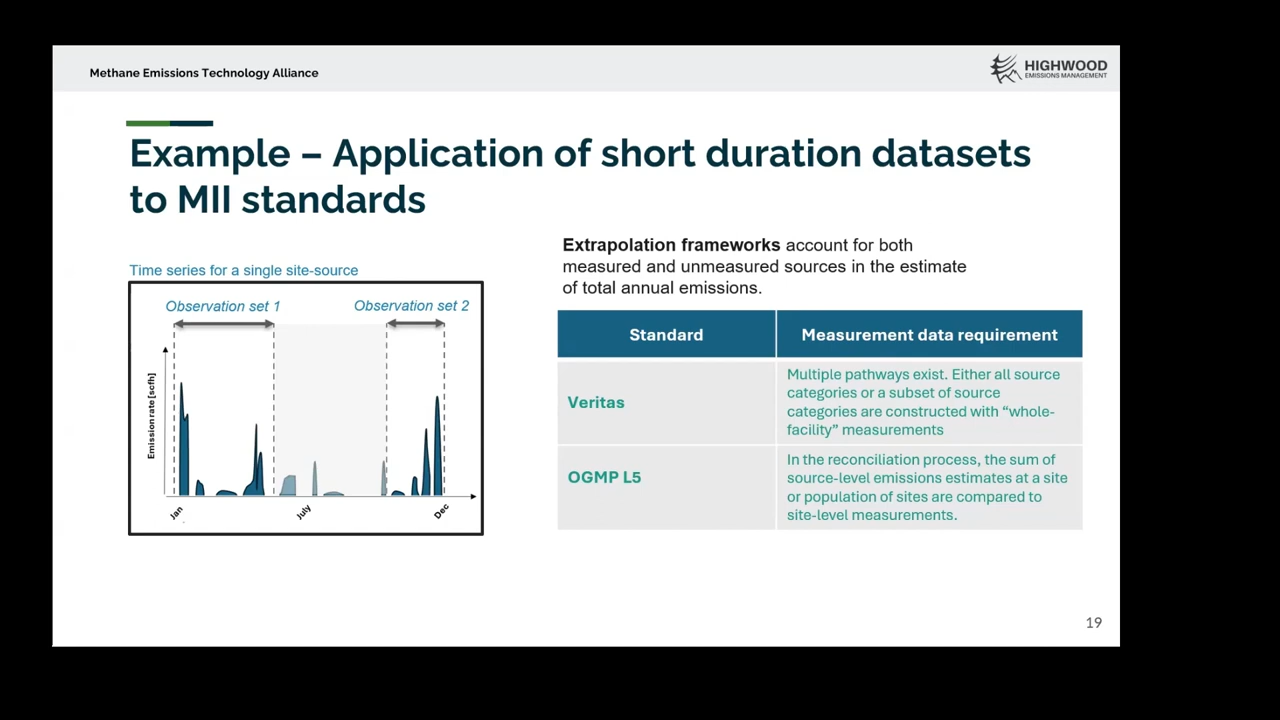 Methane Emissions Technology Alliance
HIGHWOOD
EMISSIONS MANAGEMENT
Example – Application of short duration datasets
to MII standards
Time series for a single site-source
Observation set 1
Observation set 2
Emission rate [scfh]
Jan
July
Dec
Extrapolation frameworks account for both
measured and unmeasured sources in the estimate
of total annual emissions.
Standard
Measurement data requirement
Veritas
Multiple pathways exist. Either all source
categories or a subset of source
categories are constructed with “whole-
facility” measurements
OGMP L5
In the reconciliation process, the sum of
source-level emissions estimates at a site
or population of sites are compared to
site-level measurements.
19